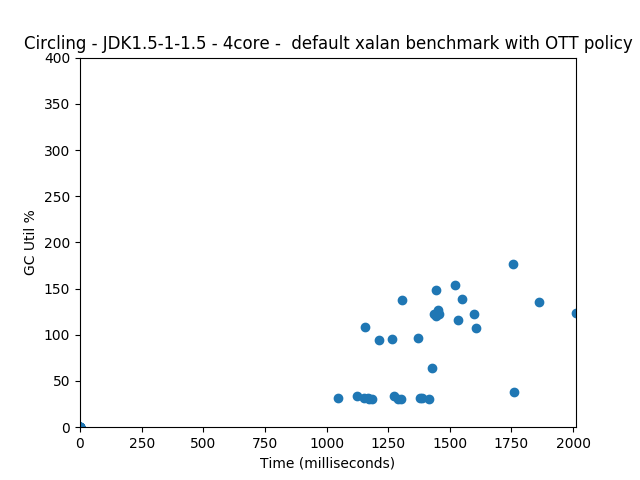 Circling - JDK1.5-1-1.5 - 4core -  default xalan benchmark with OTT policy
400
350
300
250
200
150
100
50
0
GC Util %
0 250 500 750 1000 1250 1500 1750 2000
Time (milliseconds)